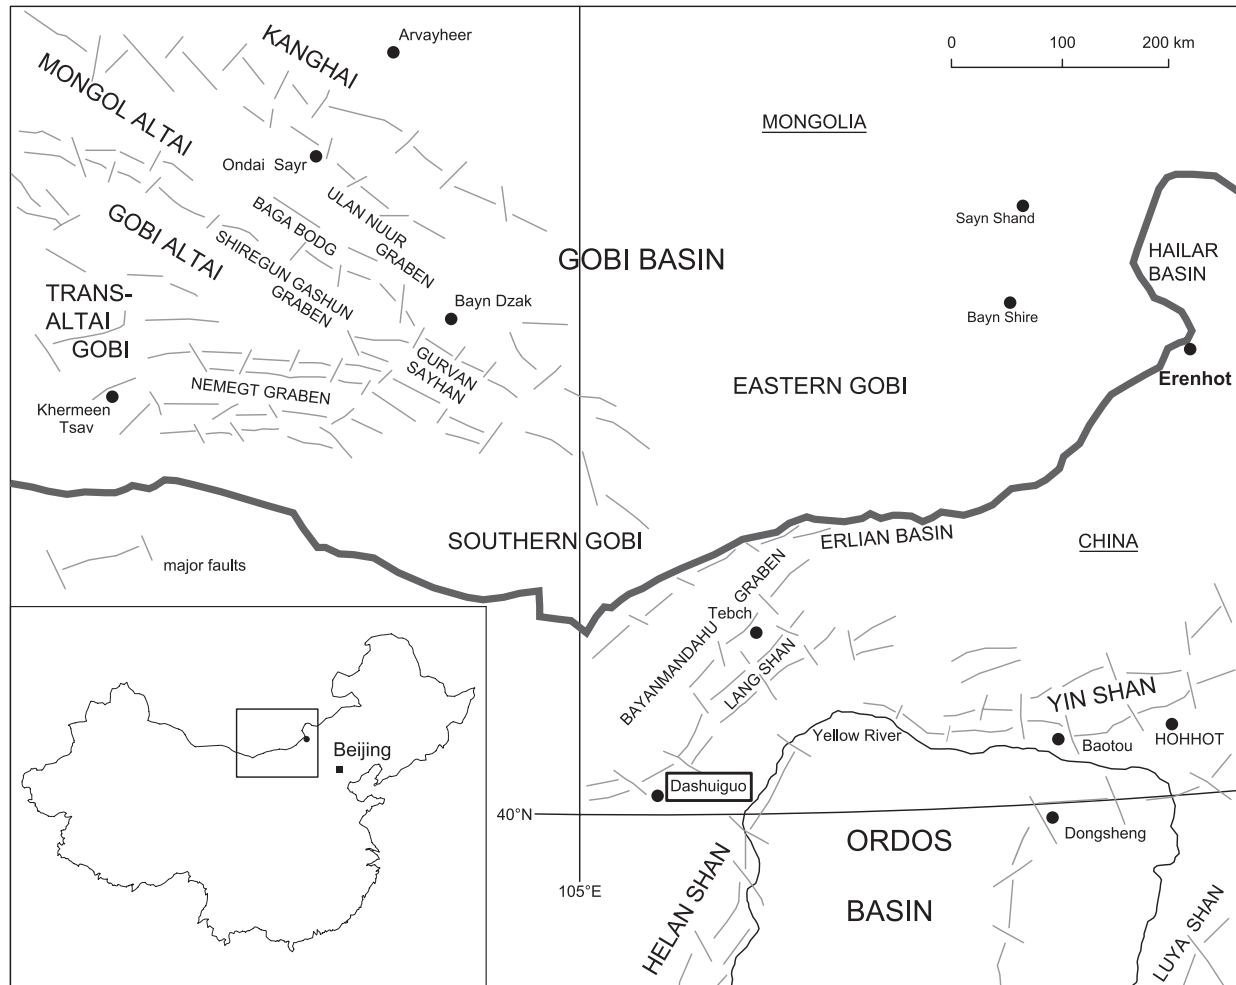 Arvayheer
KANGHAI
0 100 200 km
MONGOL ALTAI
MONGOLIA
Ondai Sayr
ULAN NUUR
GRABEN
BAGA BODG
Sayn Shand
GOBI ALTAI
SHIREGUN GASHUN
GRABEN
GOBI BASIN
HAILAR
BASIN
TRANS-
ALTAI
GOBI
Bayn Dzak
Bayn Shire
GURVAN
SAYHAN
Erenhot
NEMEGT GRABEN
EASTERN GOBI
Khermeen
Tsav
SOUTHERN GOBI
ERLIAN BASIN
CHINA
major faults
BAYANMANDAHU GRABEN
Tebch
LANG SHAN
YIN SHAN
Yellow River
Baotou
HOHHOT
Beijing
Dashuiguo
40°N
ORDOS
BASIN
Dongsheng
105°E
HELAN SHAN
LUYA SHAN